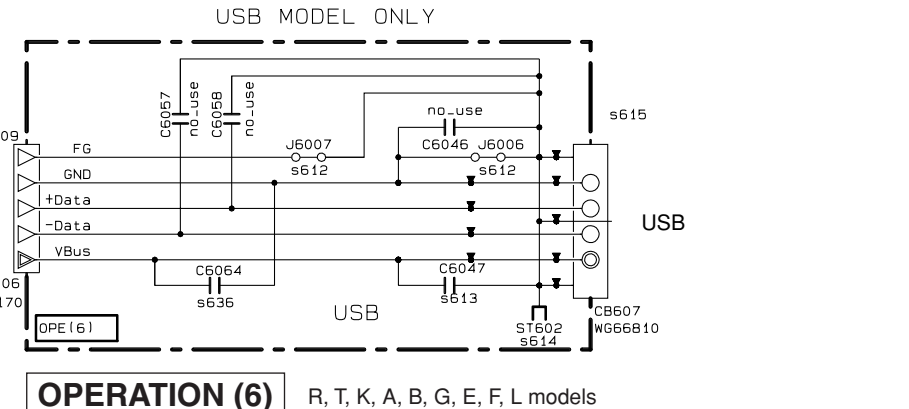 USB MODEL ONLY
C6057
no_use
C6058
no_use
no_use
s615
09
FG
J6007
C6046
J6006
s612
s612
GND
+Data
-Data
USB
VBus
C6064
C6047
s636
s613
06
170
USB
OPE(6)
ST602
s614
CB607
WG66810
OPERATION (6)
R, T, K, A, B, G, E, F, L models